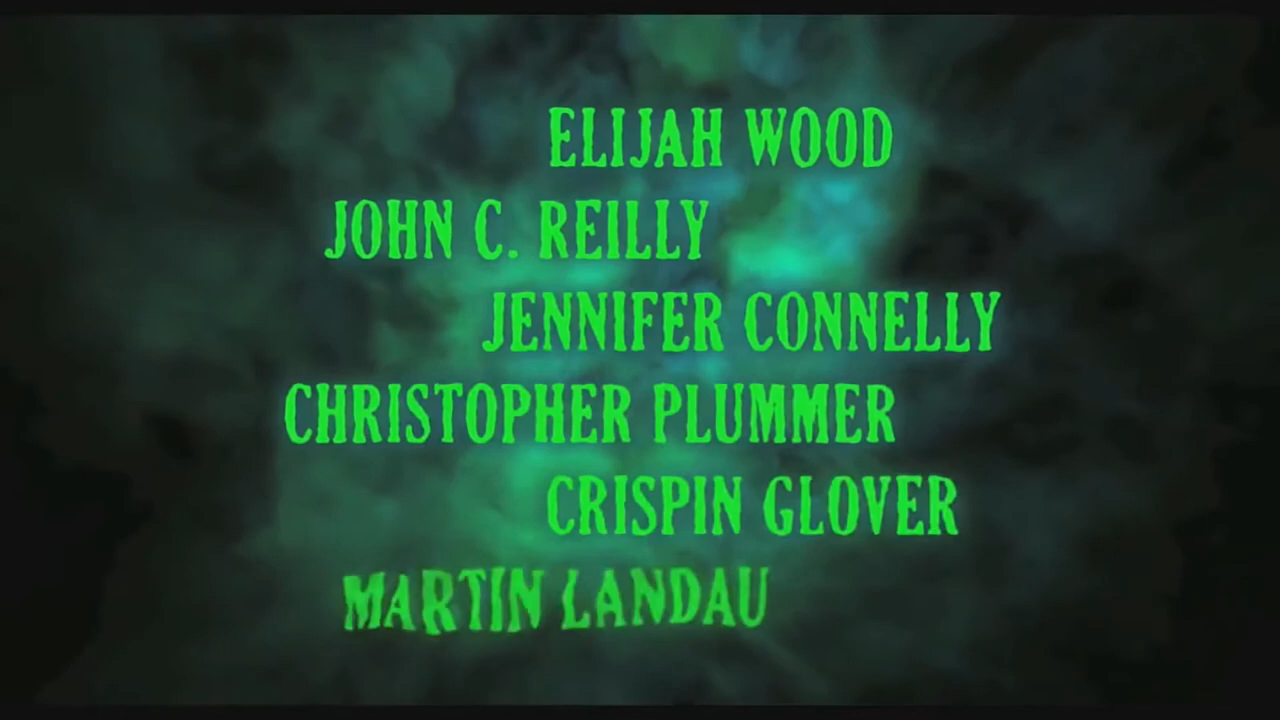 ELIJAH WOOD
JOHN C. REILLY
JENNIFER CONNELLY
CHRISTOPHER PLUMMER
CRISPIN GLOVER
MARTIN LANDAU